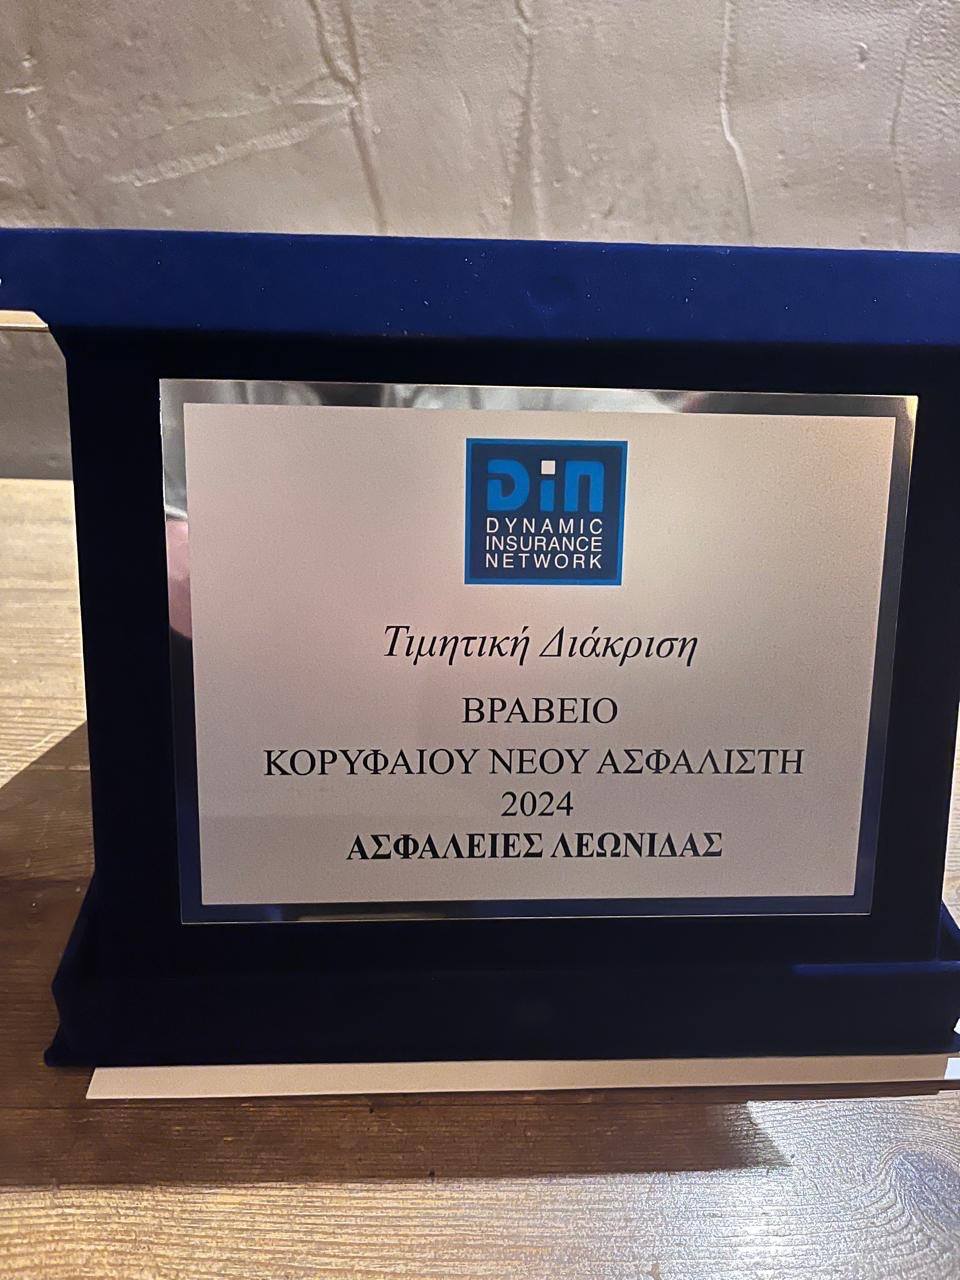 DiN
DYNAMIC
INSURANCE
NETWORK
Τιμητική Διάκριση
ΒΡΑΒΕΙΟ
ΚΟΡΥΦΑΙΟΥ ΝΕΟΥ ΑΣΦΑΛΙΣΤΗ
2024
ΑΣΦΑΛΕΙΕΣ ΛΕΩΝΙΔΑΣ